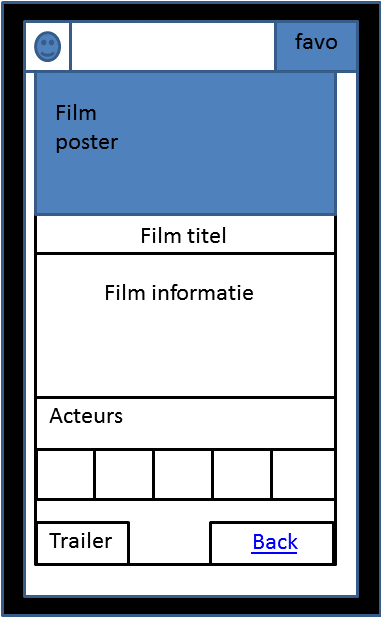 favo
Film
poster
Film titel
Film informatie
Acteurs
Trailer
Back